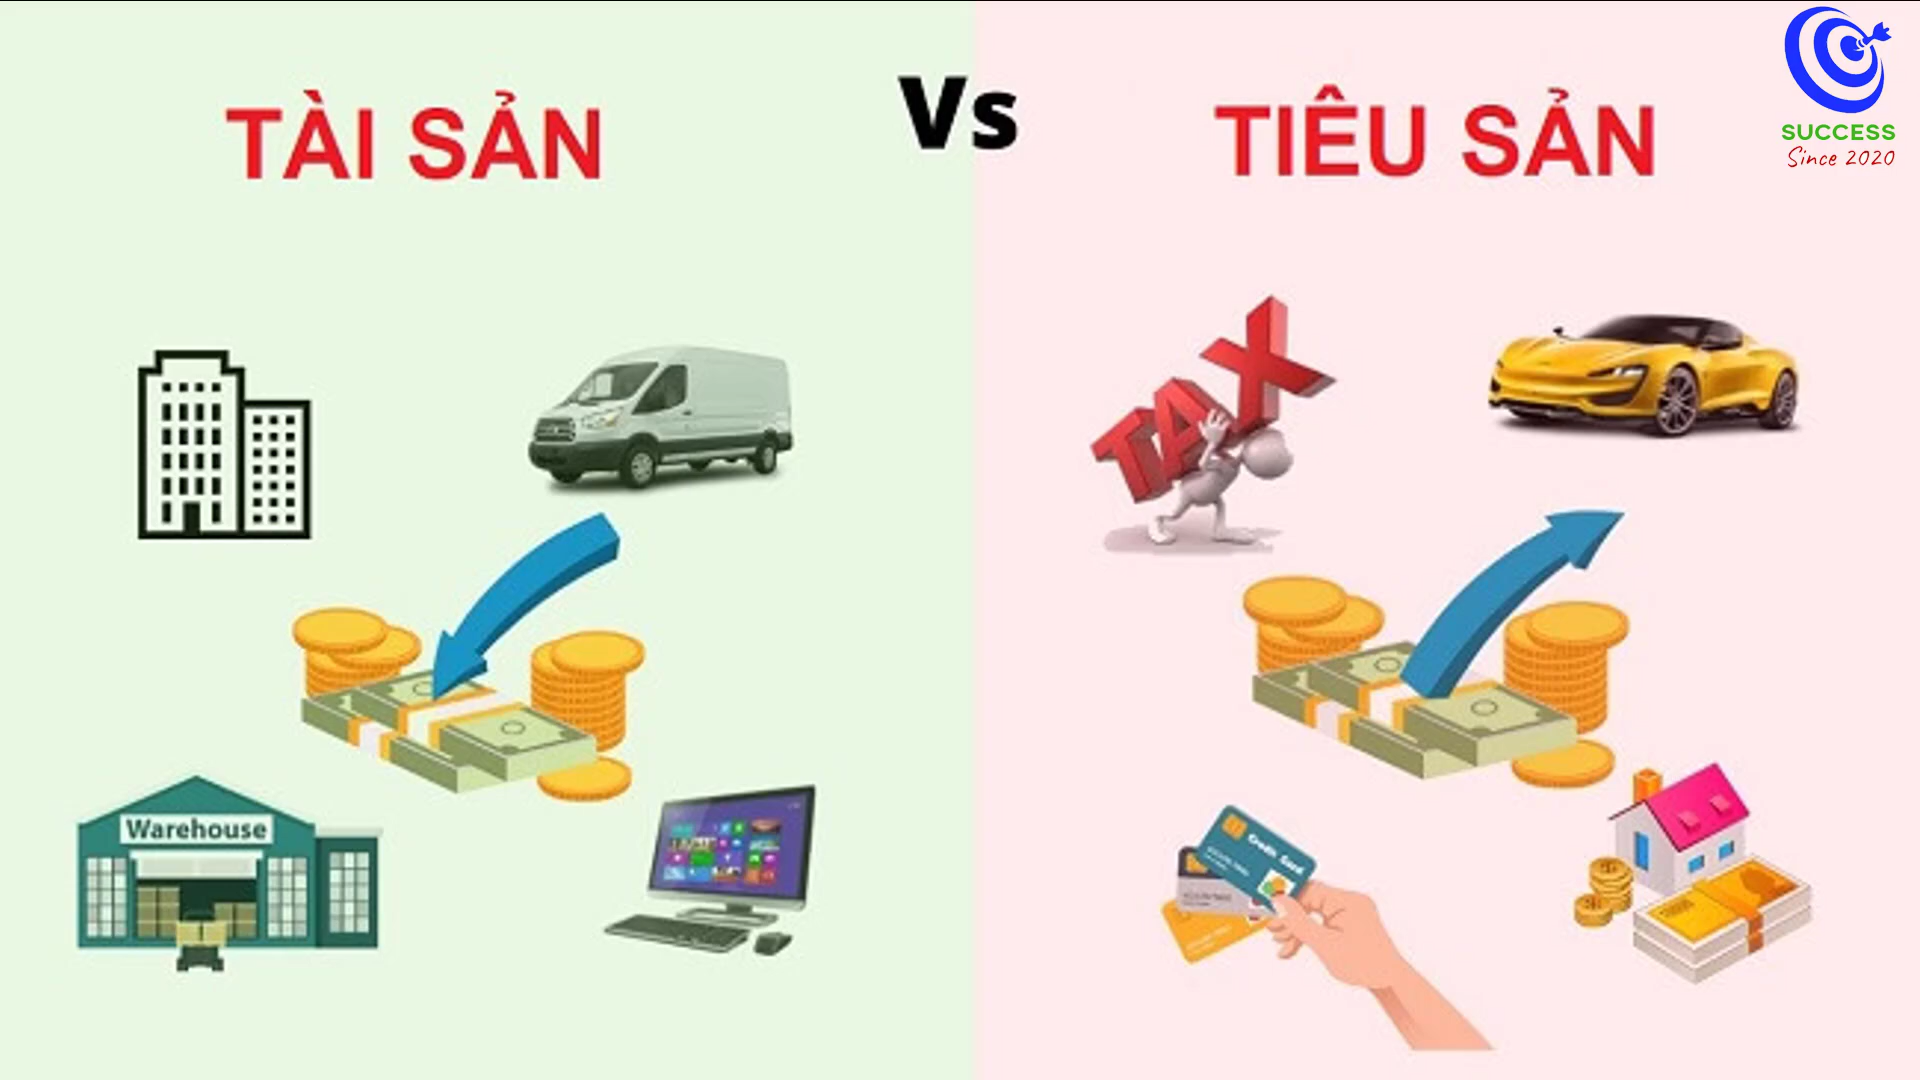 TÀI SẢN
Vs
TIÊU SẢN
SUCCESS
Since 2020
TAX
Warehouse
Credit Card